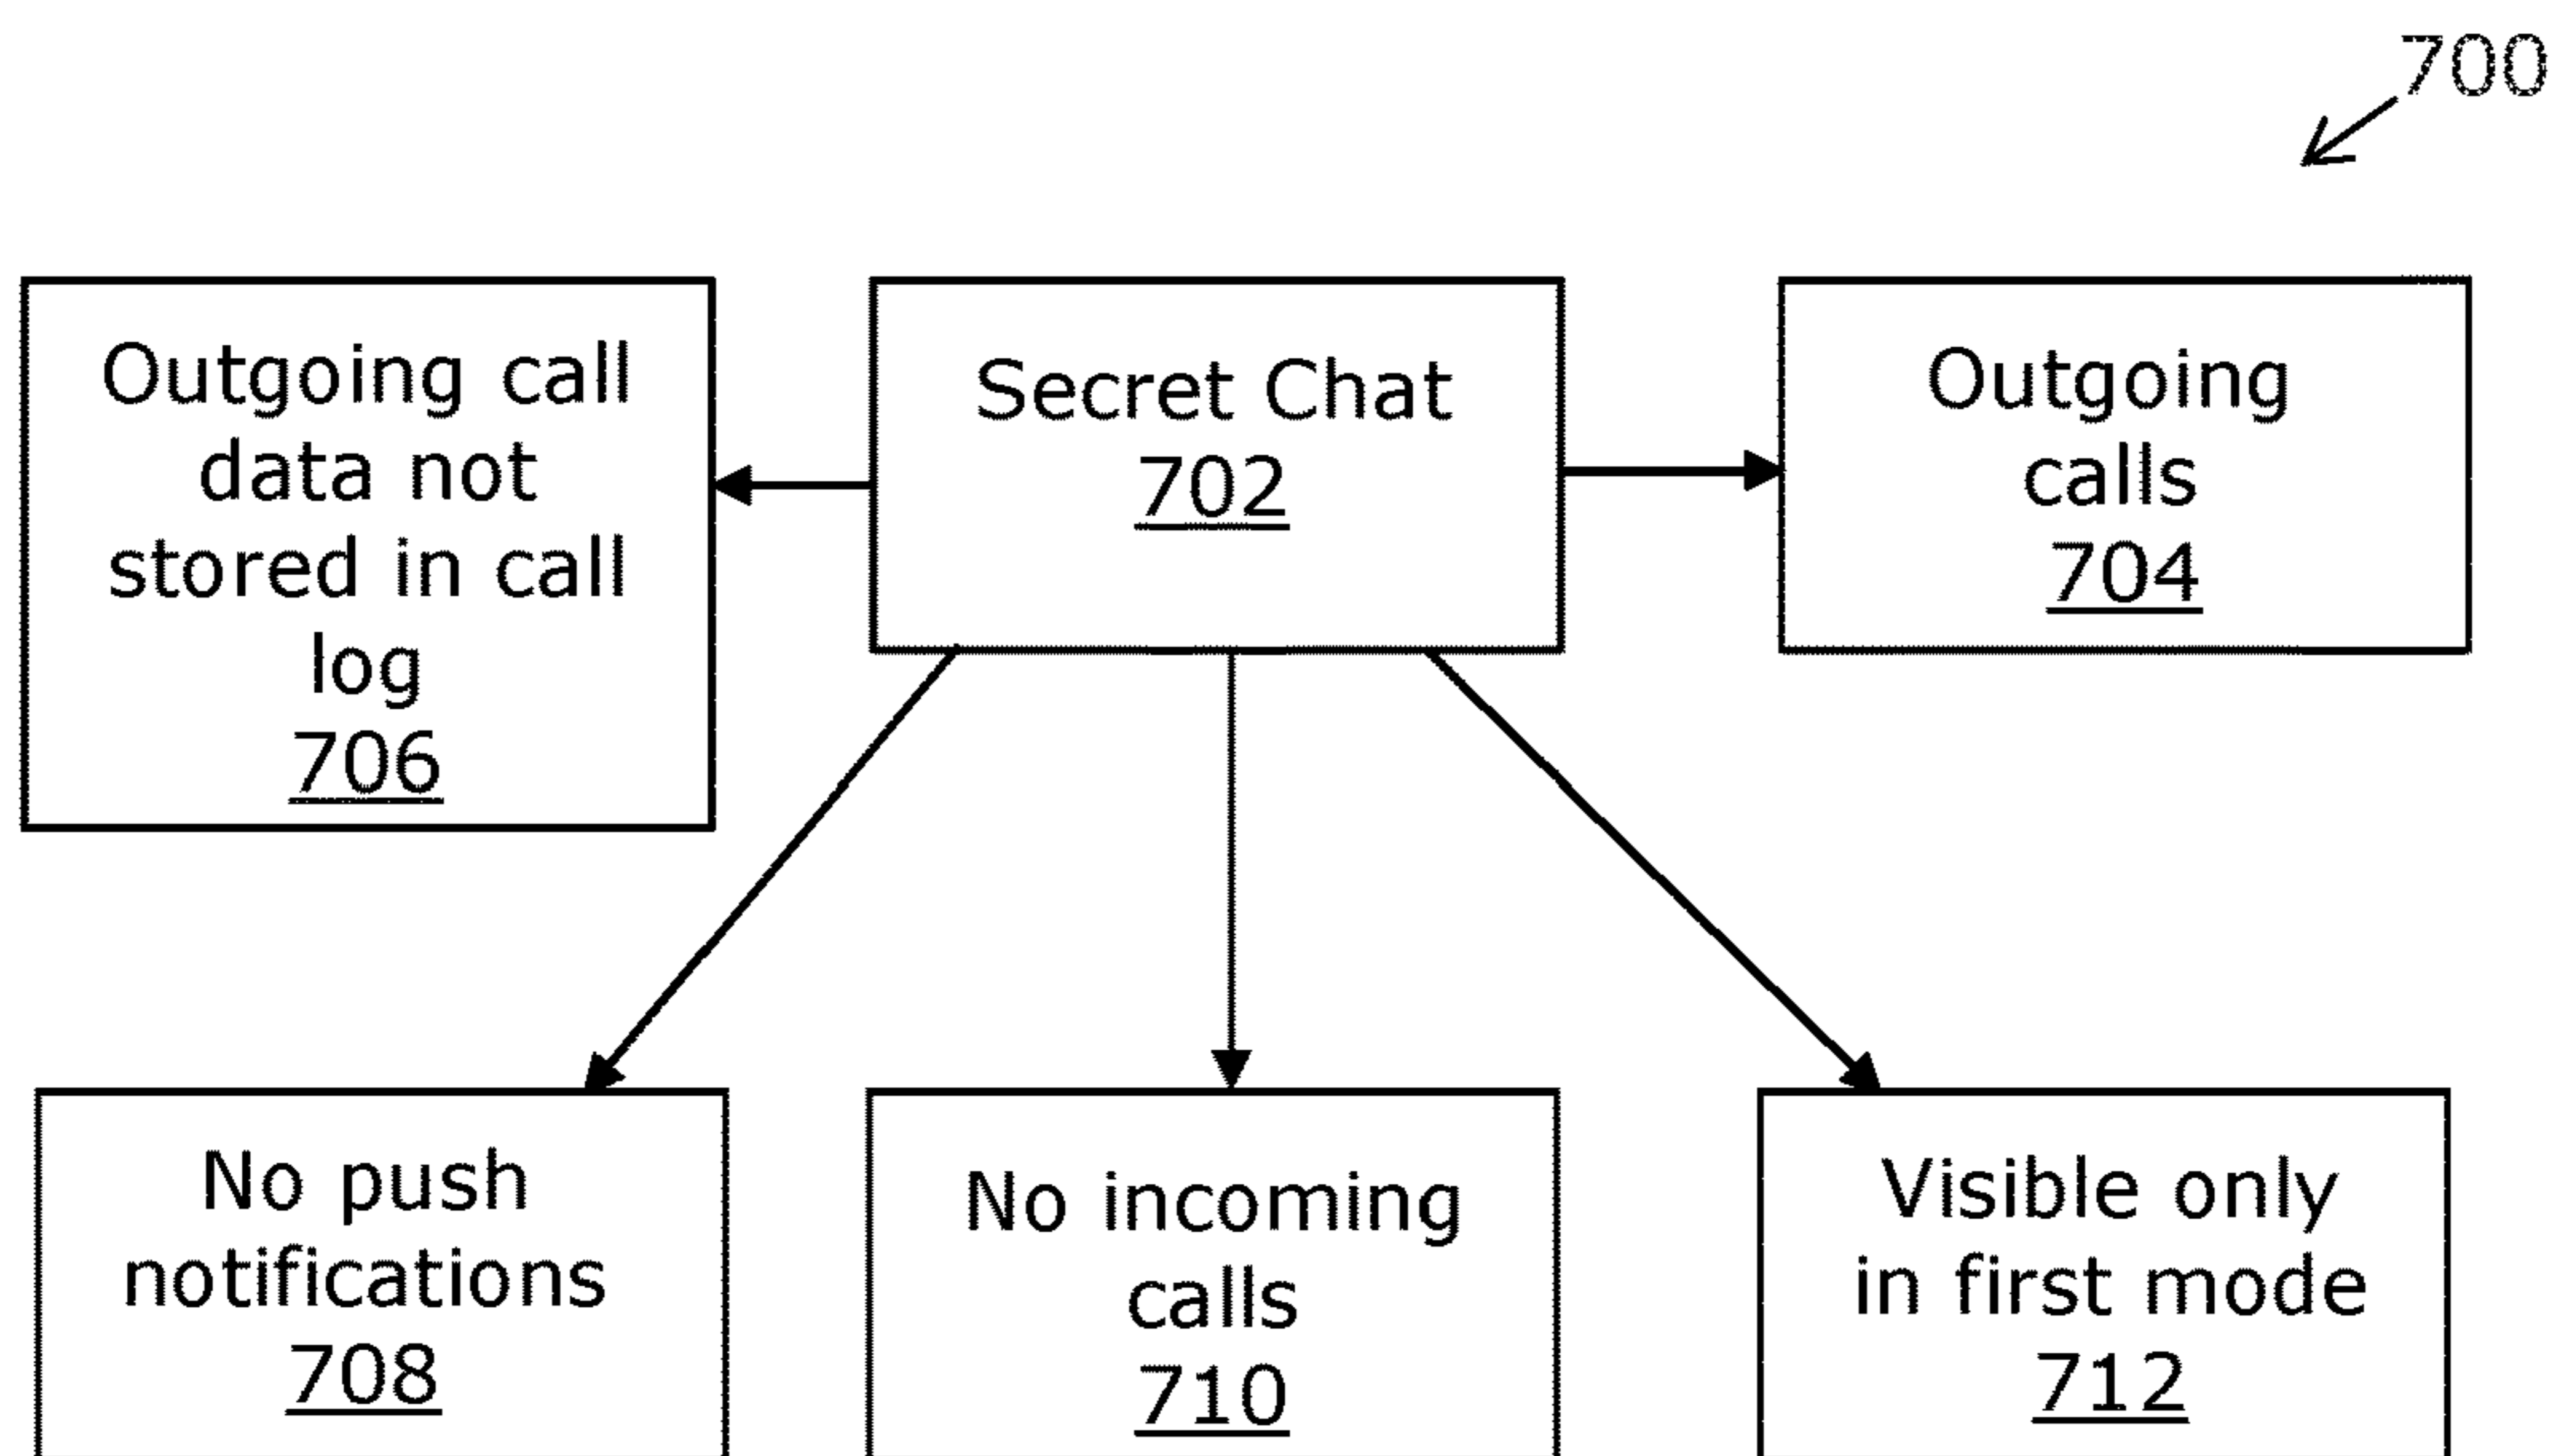 700
Outgoing call
data not
stored in call
log
706
Secret Chat
702
Outgoing
calls
704
No push
notifications
708
No incoming
calls
710
Visible only
in first mode
712